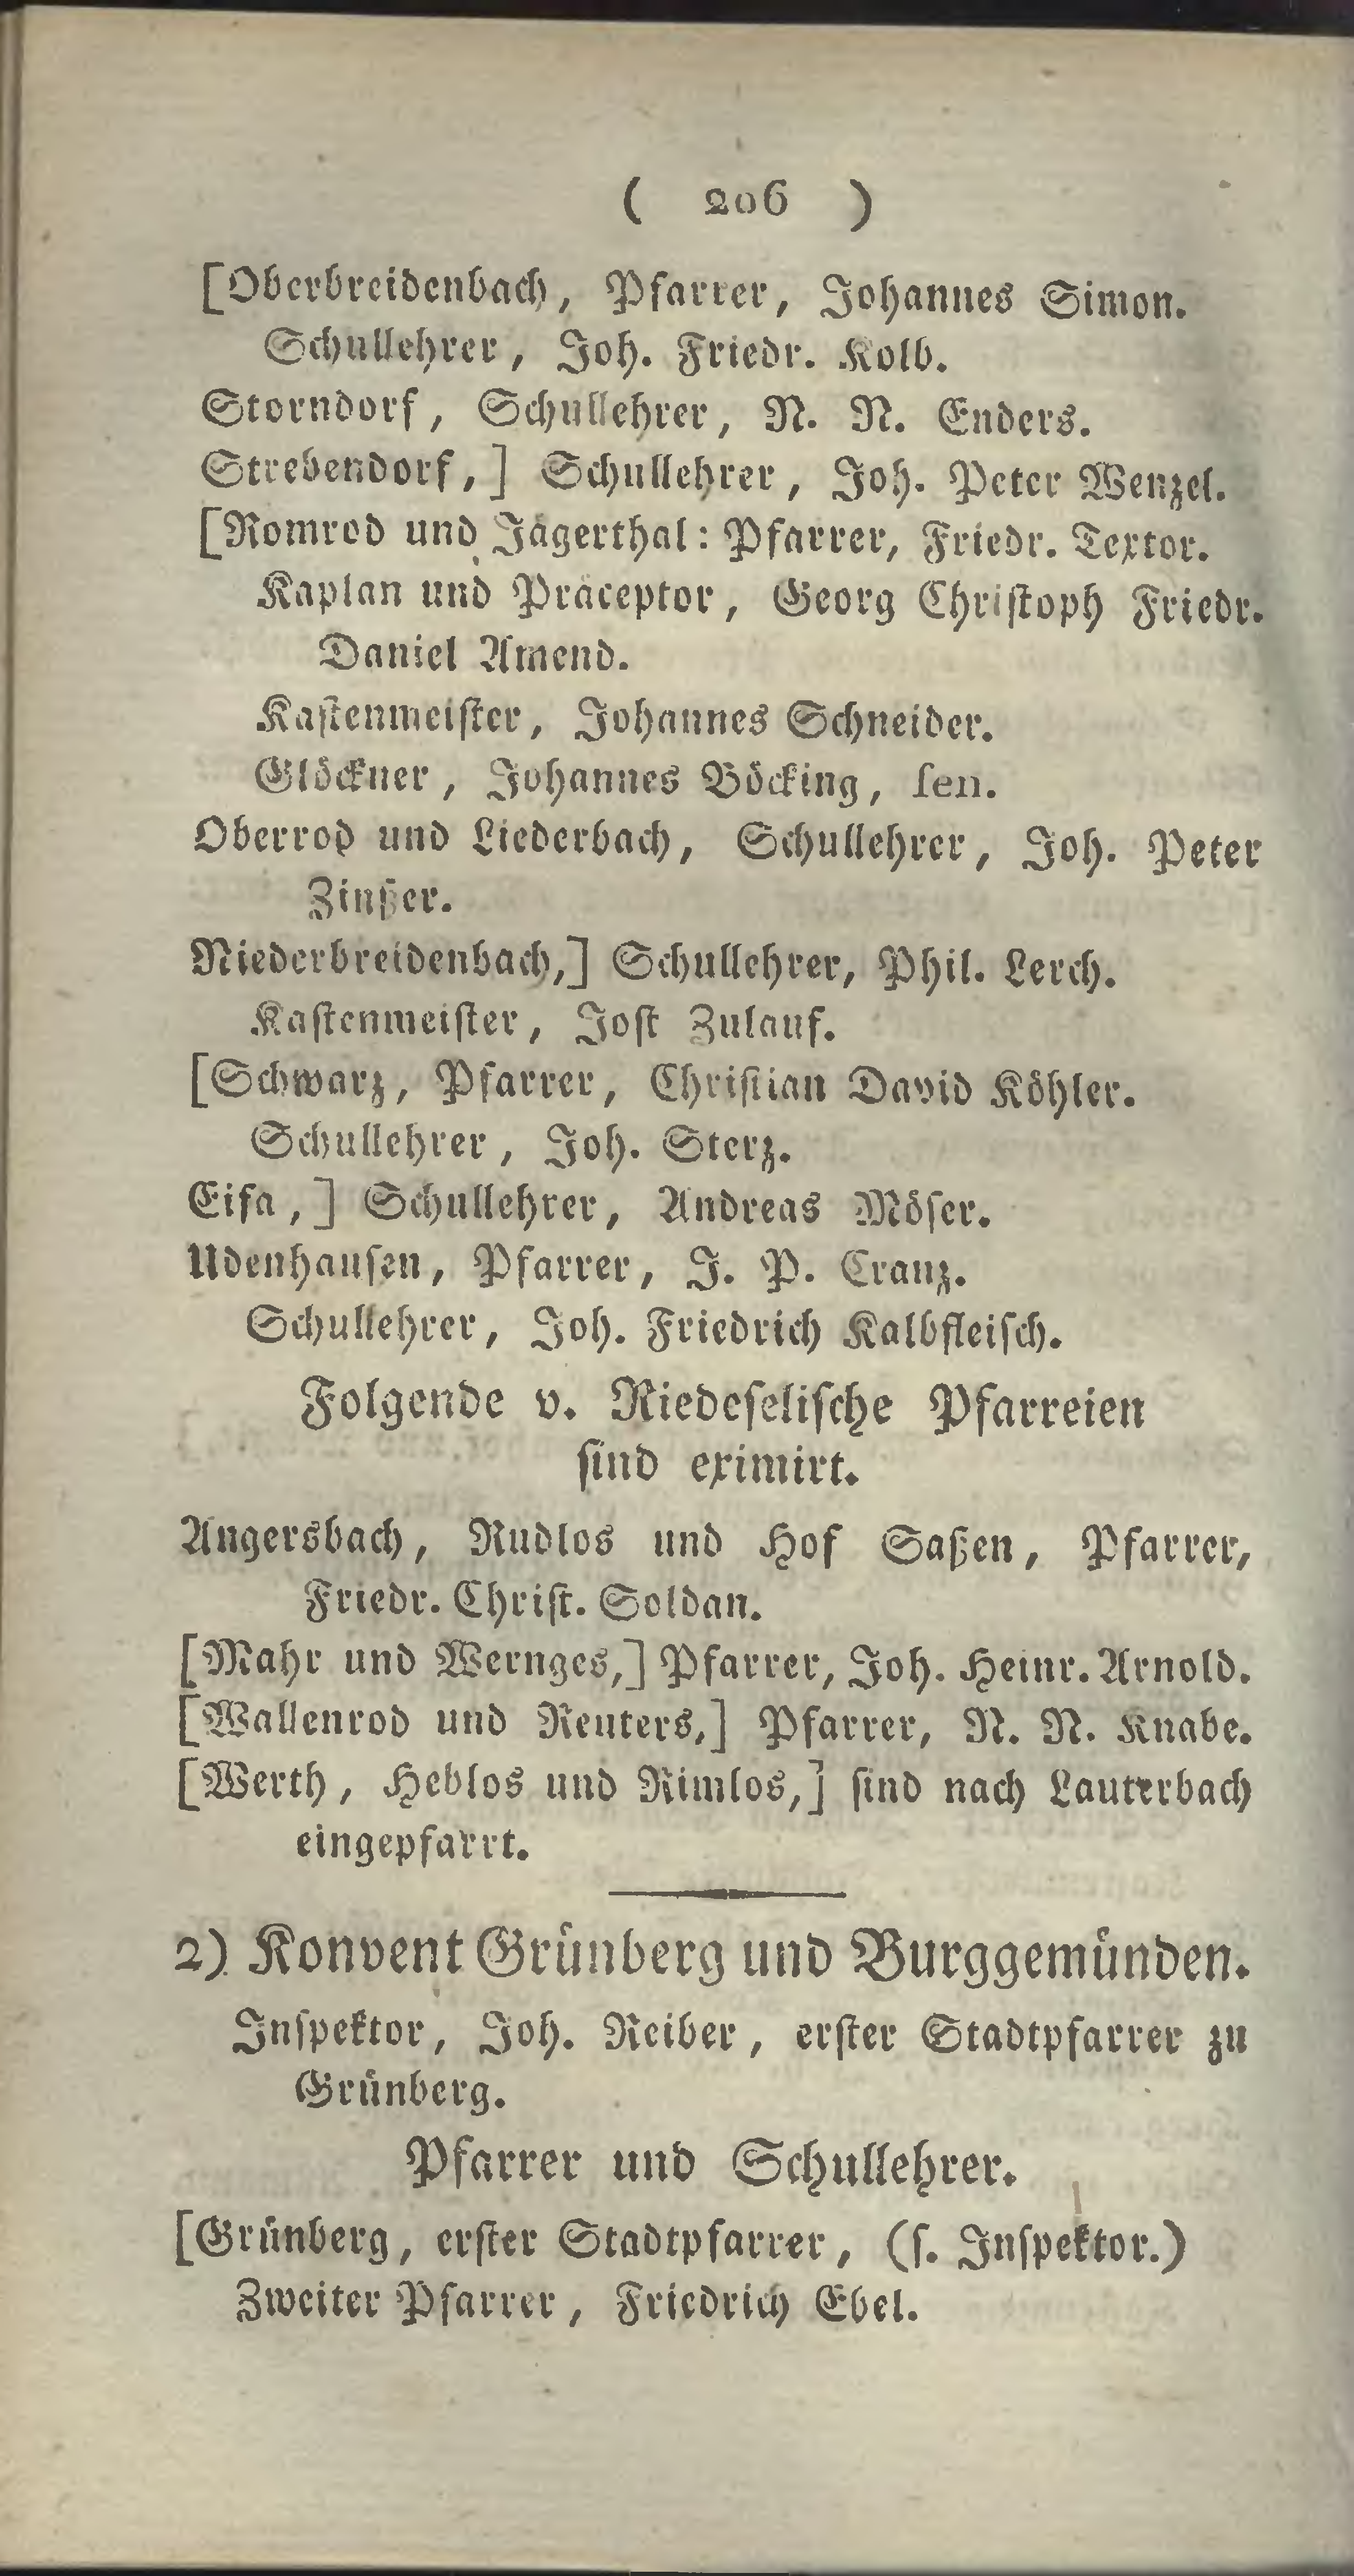 ( 206 )
[Oberbreidenbach, Pfarrer, Johannes Simon.
Schullehrer, Joh. Friedr. Kolb.
Storndorf, Schullehrer, N. N. Enders.
Strebendorf,] Schullehrer, Joh. Peter Wenzel.
[Romrod und Jägerthal: Pfarrer, Friedr. Textor.
Kaplan und Präceptor, Georg Chriſtoph Friedr.
Daniel Amend.
Kaſtenmeiſter, Johannes Schneider.
Glöckner, Johannes Böcking, ſen.
Oberrod und Liederbach, Schullehrer, Joh. Peter
Zinßer.
Niederbreidenbach,] Schullehrer, Phil. Lerch.
Kaſtenmeiſter, Joſt Zulauf.
[Schwarz, Pfarrer, Chriſtian David Köhler.
Schullehrer, Joh. Sterz.
Eifa,] Schullehrer, Andreas Möſer.
Udenhauſen, Pfarrer, J. P. Cranz.
Schullehrer, Joh. Friedrich Kalbfleiſch.
Folgende v. Riedeſeliſche Pfarreien
ſind eximirt.
Angersbach, Rudlos und Hof Saßen, Pfarrer,
Friedr. Chriſt. Soldan.
[Mahr und Wernges,] Pfarrer, Joh. Heinr. Arnold.
[Wallenrod und Reuters,] Pfarrer, N. N. Knabe.
[Werth, Heblos und Rimlos,] ſind nach Lauterbach
eingepfarrt.
2) Konvent Grünberg und Burggemünden.
Inſpektor, Joh. Reiber, erſter Stadtpfarrer zu
Grünberg.
Pfarrer und Schullehrer.
[Grünberg, erſter Stadtpfarrer, (ſ. Inſpektor.)
Zweiter Pfarrer, Friedrich Ebel.